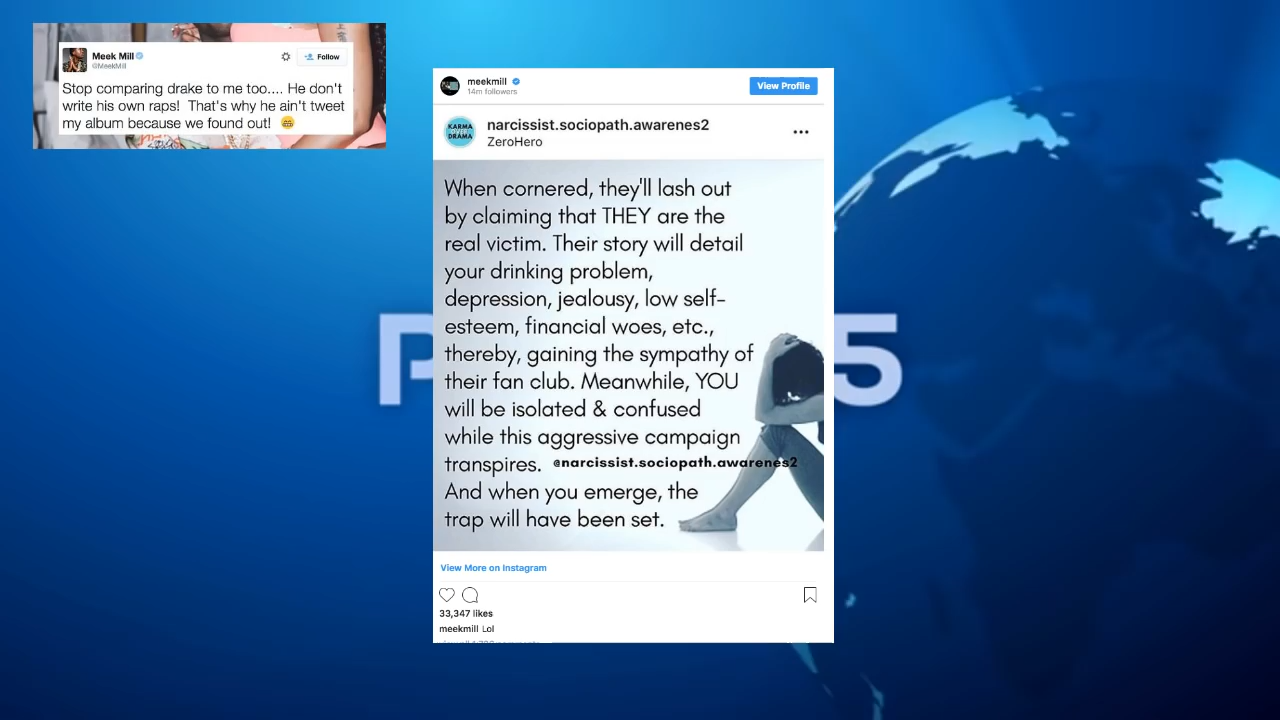 Meek Mill
@MeekMill
Follow
Stop comparing drake to me too.... He don't
write his own raps! That's why he ain't tweet
my album because we found out! 😁
meekmill
14m followers
View Profile
KARMA
OVER
DRAMA
narcissist.sociopath.awarenes2
ZeroHero
When cornered, they'll lash out
by claiming that THEY are the
real victim. Their story will detail
your drinking problem,
depression, jealousy, low self-
esteem, financial woes, etc.,
thereby, gaining the sympathy of
their fan club. Meanwhile, YOU
will be isolated & confused
while this aggressive campaign
transpires. @narcissist.sociopath.awarenes2
And when you emerge, the
trap will have been set.
P 5
View More on Instagram
33,347 likes
meekmill Lol